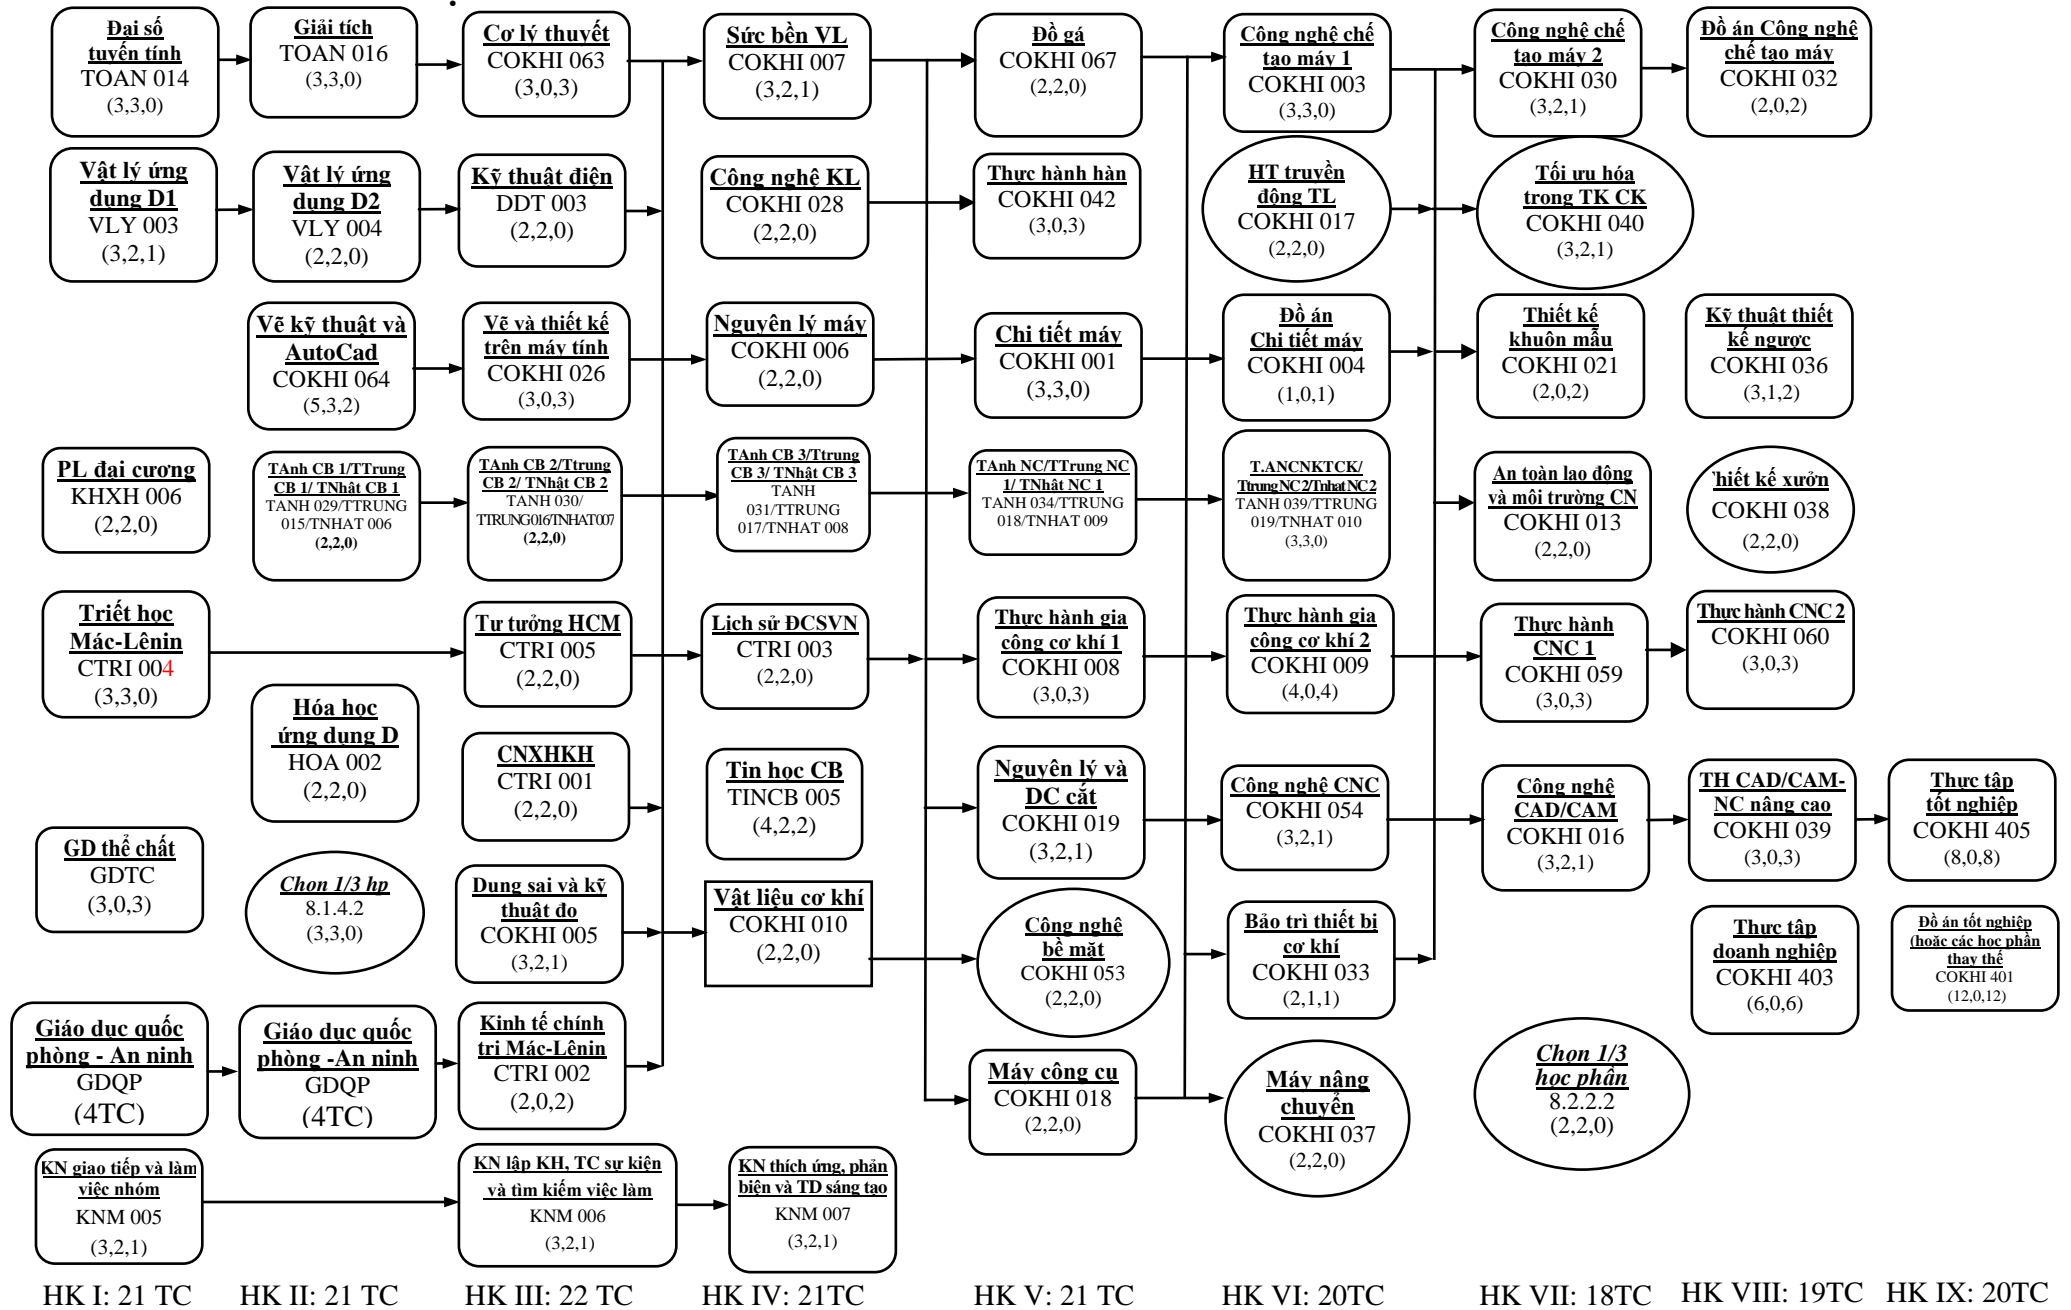 Đại số
tuyến tính
TOAN 014
(3,3,0)
Giải tích
TOAN 016
(3,3,0)
Cơ lý thuyết
COKHI 063
(3,0,3)
Sức bền VL
COKHI 007
(3,2,1)
Đồ gá
COKHI 067
(2,2,0)
Công nghệ chế
tạo máy 1
COKHI 003
(3,3,0)
Công nghệ chế
tạo máy 2
COKHI 030
(3,2,1)
Đồ án Công nghệ
chế tạo máy
COKHI 032
(2,0,2)
Vật lý ứng
dụng D1
VLY 003
(3,2,1)
Vật lý ứng
dụng D2
VLY 004
(2,2,0)
Kỹ thuật điện
DDT 003
(2,2,0)
Công nghệ KL
COKHI 028
(2,2,0)
Thực hành hàn
COKHI 042
(3,0,3)
HT truyền
động TL
COKHI 017
(2,2,0)
Tối ưu hóa
trong TK CK
COKHI 040
(3,2,1)
Vẽ kỹ thuật và
AutoCad
COKHI 064
(5,3,2)
Vẽ và thiết kế
trên máy tính
COKHI 026
(3,0,3)
Nguyên lý máy
COKHI 006
(2,2,0)
Chi tiết máy
COKHI 001
(3,3,0)
Đồ án
Chi tiết máy
COKHI 004
(1,0,1)
Thiết kế
khuôn mẫu
COKHI 021
(2,0,2)
Kỹ thuật thiết
kế ngược
COKHI 036
(3,1,2)
PL đại cương
KHXH 006
(2,2,0)
TAnh CB 1/TTrung
CB 1/ TNhật CB 1
TANH 029/TTRUNG
015/TNHAT 006
(2,2,0)
TAnh CB 2/Ttrung
CB 2/ TNhật CB 2
TANH 030/
TTRUNG016/TNHAT007
(2,2,0)
TAnh CB 3/Ttrung
CB 3/ TNhật CB 3
TANH
031/TTRUNG
017/TNHAT 008
TAnh NC/TTrung NC
1/ TNhật NC 1
TANH 034/TTRUNG
018/TNHAT 009
T.ANCNKTCK/
TtrungNC2/TnhatNC2
TANH 039/TTRUNG
019/TNHAT 010
(3,3,0)
An toàn lao động
và môi trường CN
COKHI 013
(2,2,0)
hiết kế xưởn
COKHI 038
(2,2,0)
Triết học
Mác-Lênin
CTRI 004
(3,3,0)
Tư tưởng HCM
CTRI 005
(2,2,0)
Lịch sử ĐCSVN
CTRI 003
(2,2,0)
Thực hành gia
công cơ khí 1
COKHI 008
(3,0,3)
Thực hành gia
công cơ khí 2
COKHI 009
(4,0,4)
Thực hành
CNC 1
COKHI 059
(3,0,3)
Thực hành CNC 2
COKHI 060
(3,0,3)
Hóa học
ứng dụng D
HOA 002
(2,2,0)
CNXHKH
CTRI 001
(2,2,0)
Tin học CB
TINCB 005
(4,2,2)
Nguyên lý và
DC cắt
COKHI 019
(3,2,1)
Công nghệ CNC
COKHI 054
(3,2,1)
Công nghệ
CAD/CAM
COKHI 016
(3,2,1)
TH CAD/CAM-
NC nâng cao
COKHI 039
(3,0,3)
Thực tập
tốt nghiệp
COKHI 405
(8,0,8)
GD thể chất
GDTC
(3,0,3)
Chọn 1/3 hp
8.1.4.2
(3,3,0)
Dung sai và kỹ
thuật đo
COKHI 005
(3,2,1)
Vật liệu cơ khí
COKHI 010
(2,2,0)
Công nghệ
bề mặt
COKHI 053
(2,2,0)
Bảo trì thiết bị
cơ khí
COKHI 033
(2,1,1)
Thực tập
doanh nghiệp
COKHI 403
(6,0,6)
Đồ án tốt nghiệp
(hoặc các học phần
thay thế
COKHI 401
(12,0,12)
Giáo dục quốc
phòng - An ninh
GDQP
(4TC)
Giáo dục quốc
phòng -An ninh
GDQP
(4TC)
Kinh tế chính
trị Mác-Lênin
CTRI 002
(2,0,2)
Máy công cụ
COKHI 018
(2,2,0)
Máy nâng
chuyển
COKHI 037
(2,2,0)
Chọn 1/3
học phần
8.2.2.2
(2,2,0)
KN giao tiếp và làm
việc nhóm
KNM 005
(3,2,1)
KN lập KH, TC sự kiện
và tìm kiếm việc làm
KNM 006
(3,2,1)
KN thích ứng, phản
biện và TD sáng tạo
KNM 007
(3,2,1)
HK I: 21 TC
HK II: 21 TC
HK III: 22 TC
HK IV: 21TC
HK V: 21 TC
HK VI: 20TC
HK VII: 18TC
HK VIII: 19TC
HK IX: 20TC